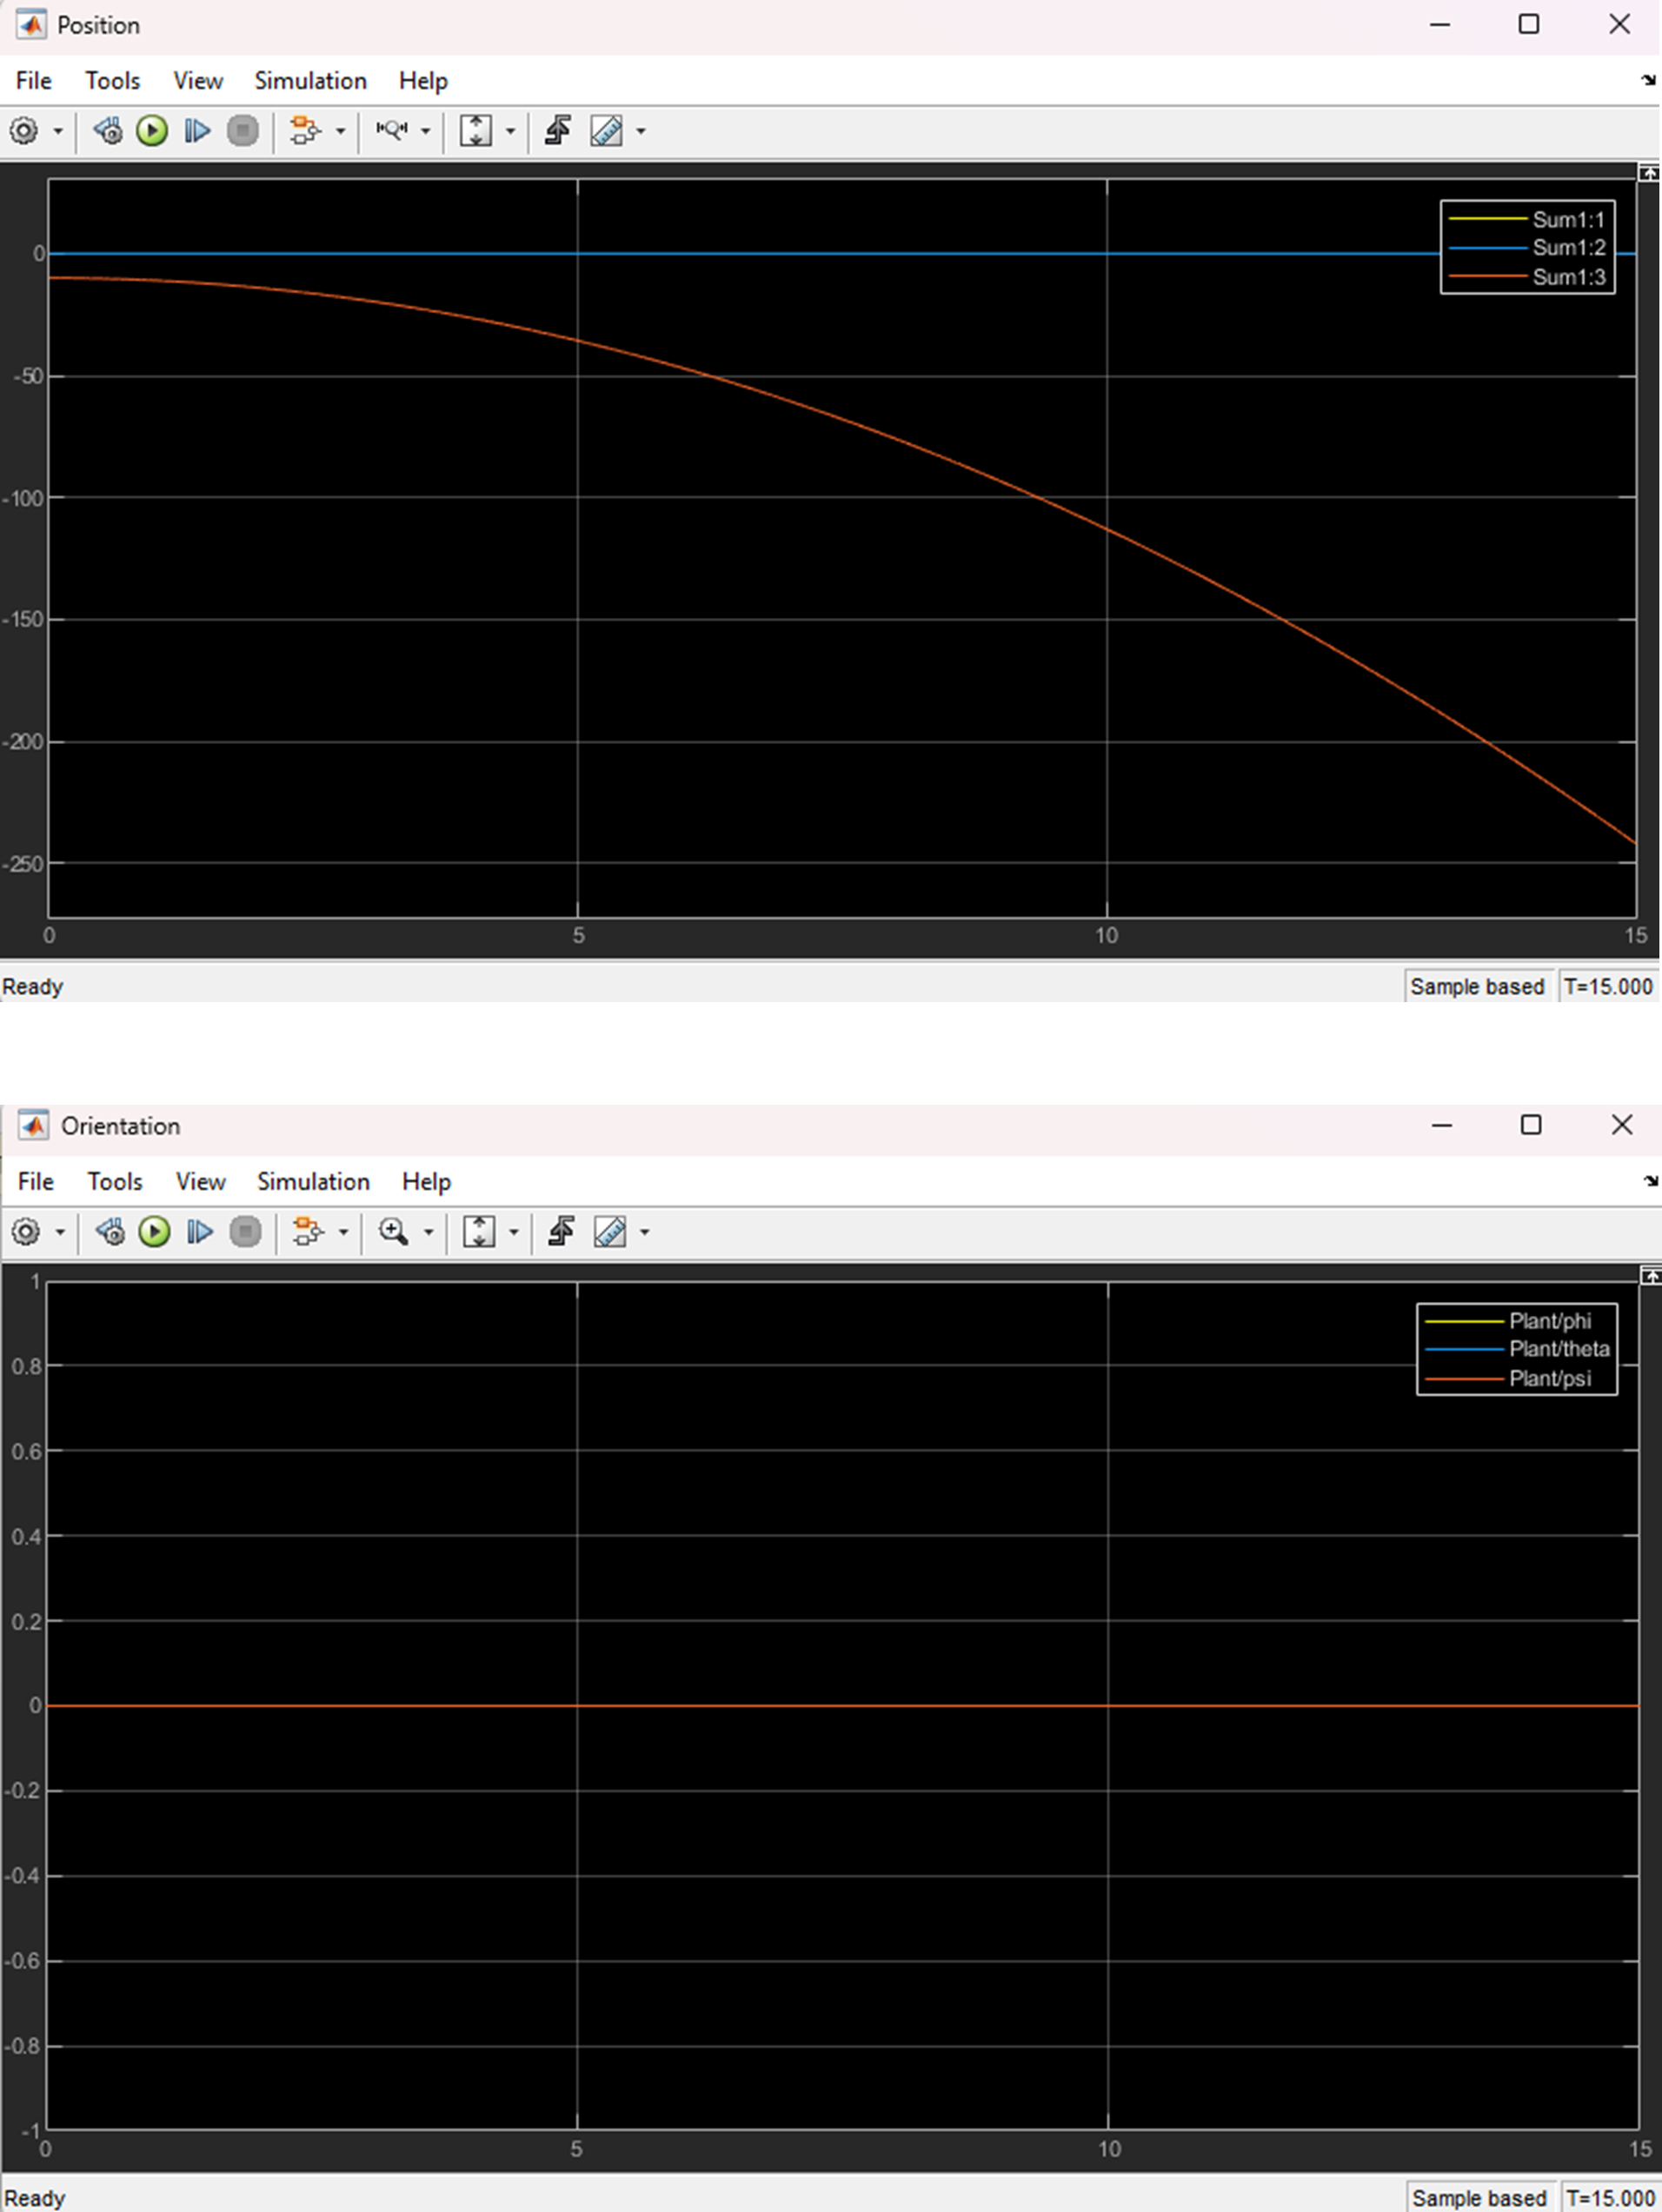 Position
File Tools View Simulation Help
Sum1:1
Sum1:2
Sum1:3
0
-50
-100
-150
-200
-250
0 5 10 15
Ready Sample based T=15.000
Orientation
File Tools View Simulation Help
Plant/phi
Plant/theta
Plant/psi
1
0.8
0.6
0.4
0.2
0
-0.2
-0.4
-0.6
-0.8
-1
0 5 10 15
Ready Sample based T=15.000